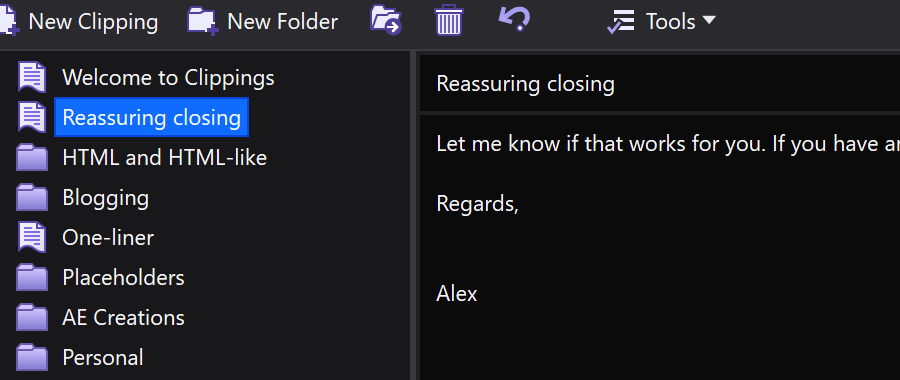 New Clipping New Folder Tools
Welcome to Clippings
Reassuring closing
HTML and HTML-like
Blogging
One-liner
Placeholders
AE Creations
Personal
Reassuring closing
Let me know if that works for you. If you have
Regards,
Alex